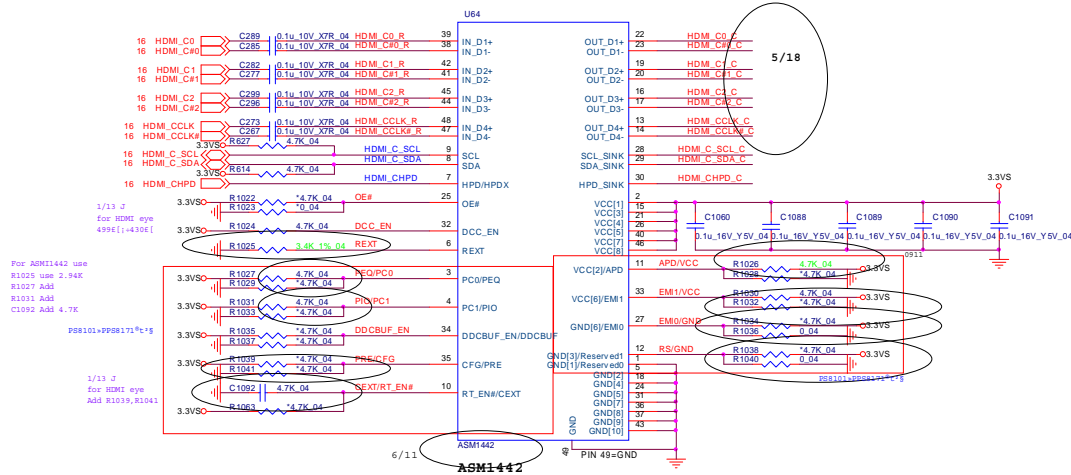 U64
16 HDMI_C0 C289 0.1u_10V_X7R_04 HDMI_C0_R 39 IN_D1+ OUT_D1+ 22 HDMI_C0_C
16 HDMI_C#0 C285 0.1u_10V_X7R_04 HDMI_C#0_R 38 IN_D1- OUT_D1- 23 HDMI_C#0_C
5/18
16 HDMI_C1 C282 0.1u_10V_X7R_04 HDMI_C1_R 42 IN_D2+ OUT_D2+ 19 HDMI_C1_C
16 HDMI_C#1 C277 0.1u_10V_X7R_04 HDMI_C#1_R 41 IN_D2- OUT_D2- 20 HDMI_C#1_C
16 HDMI_C2 C299 0.1u_10V_X7R_04 HDMI_C2_R 45 IN_D3+ OUT_D3+ 16 HDMI_C2_C
16 HDMI_C#2 C296 0.1u_10V_X7R_04 HDMI_C#2_R 44 IN_D3- OUT_D3- 17 HDMI_C#2_C
16 HDMI_CCLK C273 0.1u_10V_X7R_04 HDMI_CCLK_R 48 IN_D4+ OUT_D4+ 13 HDMI_CCLK_C
16 HDMI_CCLK# C267 0.1u_10V_X7R_04 HDMI_CCLK#_R 47 IN_D4- OUT_D4- 14 HDMI_CCLK#_C
3.3VS R627 4.7K_04
16 HDMI_C_SCL HDMI_C_SCL 9 SCL SCL_SINK 28 HDMI_SCL_C
16 HDMI_C_SDA HDMI_C_SDA 8 SDA SDA_SINK 29 HDMI_SDA_C
3.3VS R614 4.7K_04
16 HDMI_CHPD HDMI_CHPD 7 HPD/HPDX HPD_SINK 30 HDMI_CHPD_C
3.3VS R1022 *4.7K_04 OE# 25 OE#
R1023 *0_04
1/13 J
for HDMI eye
499£[;÷430£[
3.3VS R1024 4.7K_04 DCC_EN 32 DCC_EN
R1025 3.4K_1%_04 REXT 6 REXT
VCC[1] 2
VCC[3] 15
VCC[4] 21
VCC[5] 26
VCC[7] 40
VCC[8] 46
3.3VS
C1060 C1088 C1089 C1090 C1091
0.1u_16V_Y5V_04 0.1u_16V_Y5V_04 0.1u_16V_Y5V_04 0.1u_16V_Y5V_04 0.1u_16V_Y5V_04
0911
For ASMI1442 use
R1025 use 2.94K
R1027 Add
R1031 Add
C1092 Add 4.7K
3.3VS R1027 4.7K_04 PEQ/PC0 3 PC0/PEQ
R1029 *4.7K_04
VCC[2]/APD 11 APD/VCC R1026 4.7K_04 3.3VS
R1028 *4.7K_04
3.3VS R1031 4.7K_04 PIO/PC1 4 PC1/PIO
R1033 *4.7K_04
VCC[6]/EMI1 33 EMI1/VCC R1030 4.7K_04 3.3VS
R1032 *4.7K_04
3.3VS R1035 *4.7K_04 DDCBUF_EN 34 DDCBUF_EN/DDCBUF
R1037 *4.7K_04
GND[6]/EMI0 27 EMI0/GND R1034 *4.7K_04 3.3VS
R1036 0_04
3.3VS R1039 *4.7K_04 PRE/CFG 35 CFG/PRE
R1041 *4.7K_04
GND[3]/Reserved1 12 RS/GND R1038 *4.7K_04 3.3VS
GND[1]/Reserved0 1 R1040 0_04
1/13 J
for HDMI eye
Add R1039,R1041
C1092 4.7K_04 CEXT/RT_EN# 10 RT_EN#/CEXT
3.3VS R1063 *4.7K_04
GND[2] 5
GND[4] 18
GND[5] 24
GND[7] 31
GND[8] 36
GND[9] 37
GND[10] 43
GND
ASM1442
49 PIN 49=GND
6/11
ASM1442